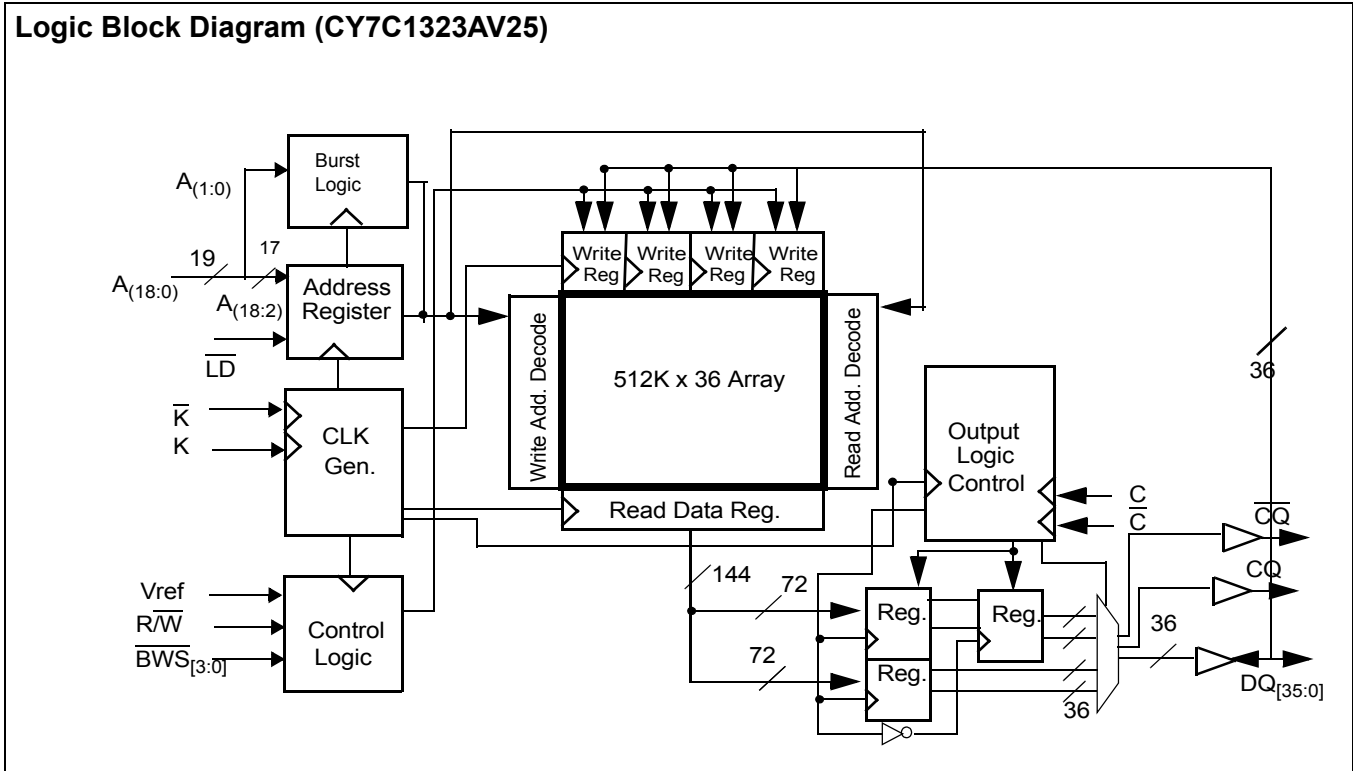 Logic Block Diagram (CY7C1323AV25)
Burst
Logic
A(1:0)
19
17
A(18:0)
A(18:2)
Address
Register
LD
K
K
CLK
Gen.
Vref
R/W
BWS[3:0]
Control
Logic
Write
Reg
Write
Reg
Write
Reg
Write
Reg
Write Add. Decode
512K x 36 Array
Read Add. Decode
Read Data Reg.
144
72
72
Output
Logic
Control
C
C
Reg.
Reg.
Reg.
36
36
36
CQ
CQ
DQ[35:0]